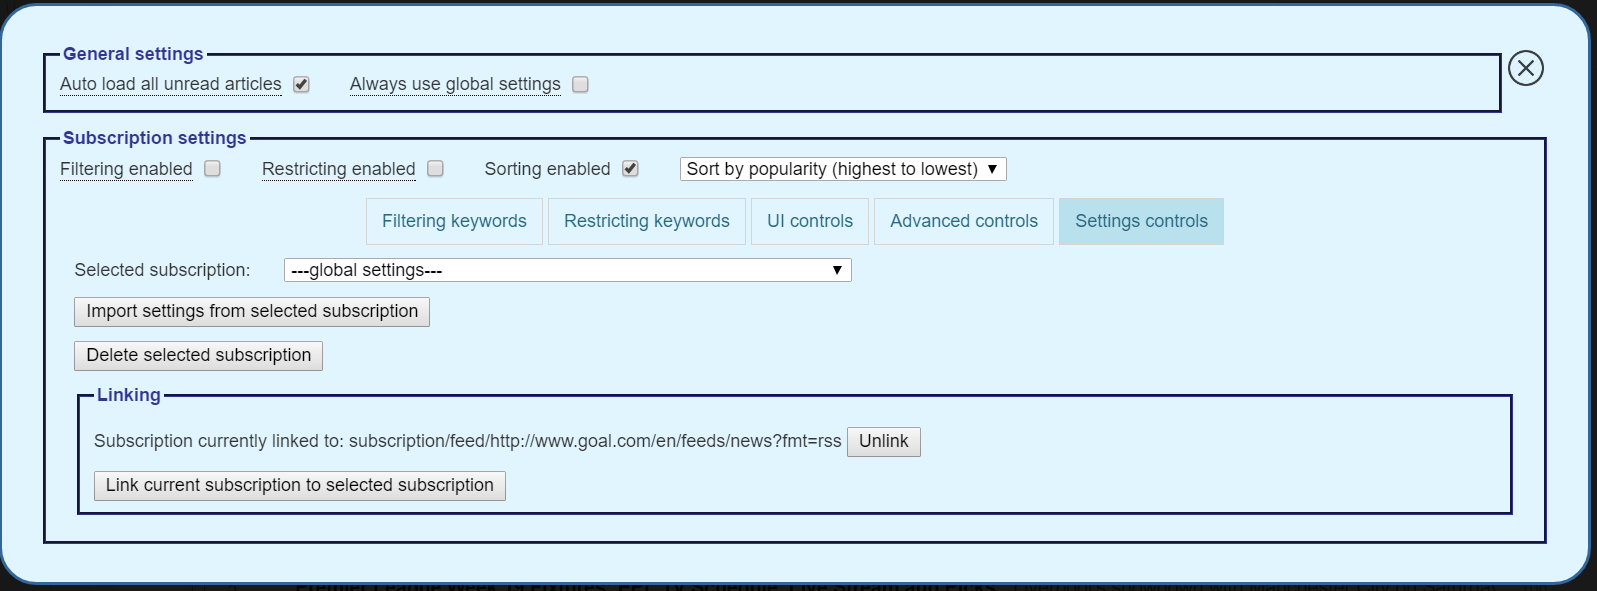 General settings
Auto load all unread articles Always use global settings
Subscription settings
Filtering enabled Restricting enabled Sorting enabled Sort by popularity (highest to lowest) ▼
Filtering keywords Restricting keywords UI controls Advanced controls Settings controls
Selected subscription: ---global settings--- ▼
Import settings from selected subscription
Delete selected subscription
Linking
Subscription currently linked to: subscription/feed/http://www.goal.com/en/feeds/news?fmt=rss Unlink
Link current subscription to selected subscription